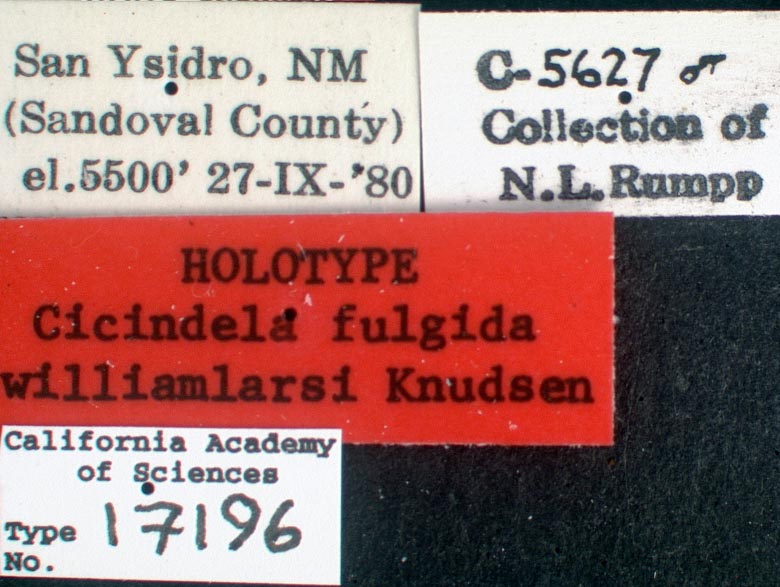 San Ysidro, NM
(Sandoval County)
el.5500' 27-IX-'80
C-5627 ♂
Collection of
N.L.Rumpp
HOLOTYPE
Cicindela fulgida
williamlarsi Knudsen
California Academy
of Sciences
Type
No. 17196